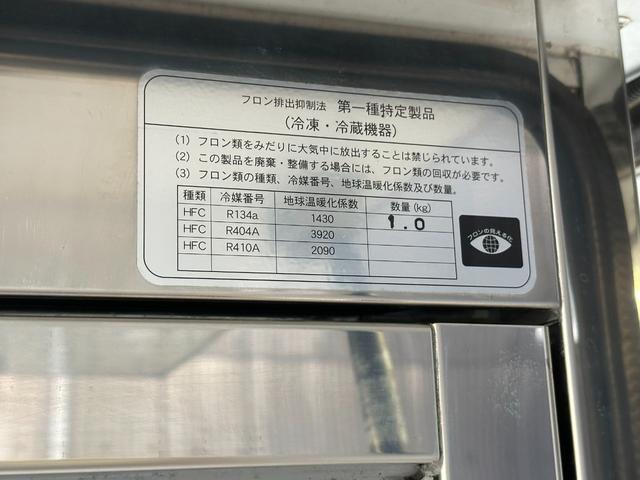 フロン排出抑制法 第一種特定製品
(冷凍・冷蔵機器)
(1) フロン類をみだりに大気中に放出することは禁じられています。
(2) この製品を廃棄・整備する場合には、フロン類の回収が必要です。
(3) フロン類の種類、冷媒番号、地球温暖化係数及び数量。
種類 冷媒番号 地球温暖化係数 数量(kg)
HFC R134a 1430 1.0
HFC R404A 3920
HFC R410A 2090
フロンの見える化